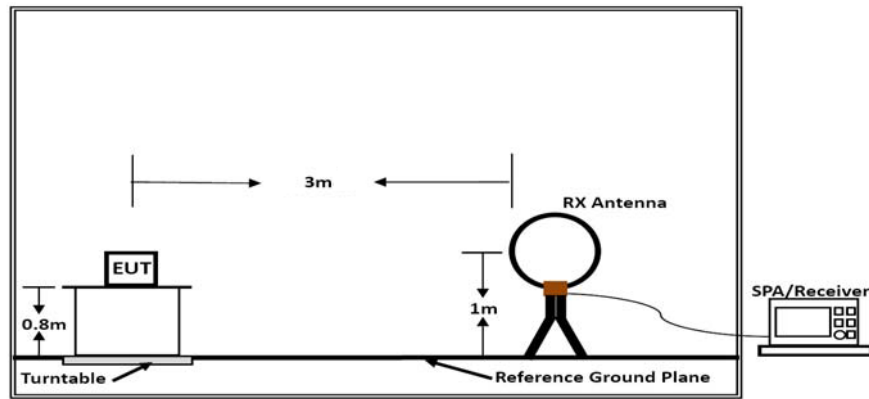 3m
RX Antenna
EUT
SPA/Receiver
0.8m
1m
Turntable
Reference Ground Plane